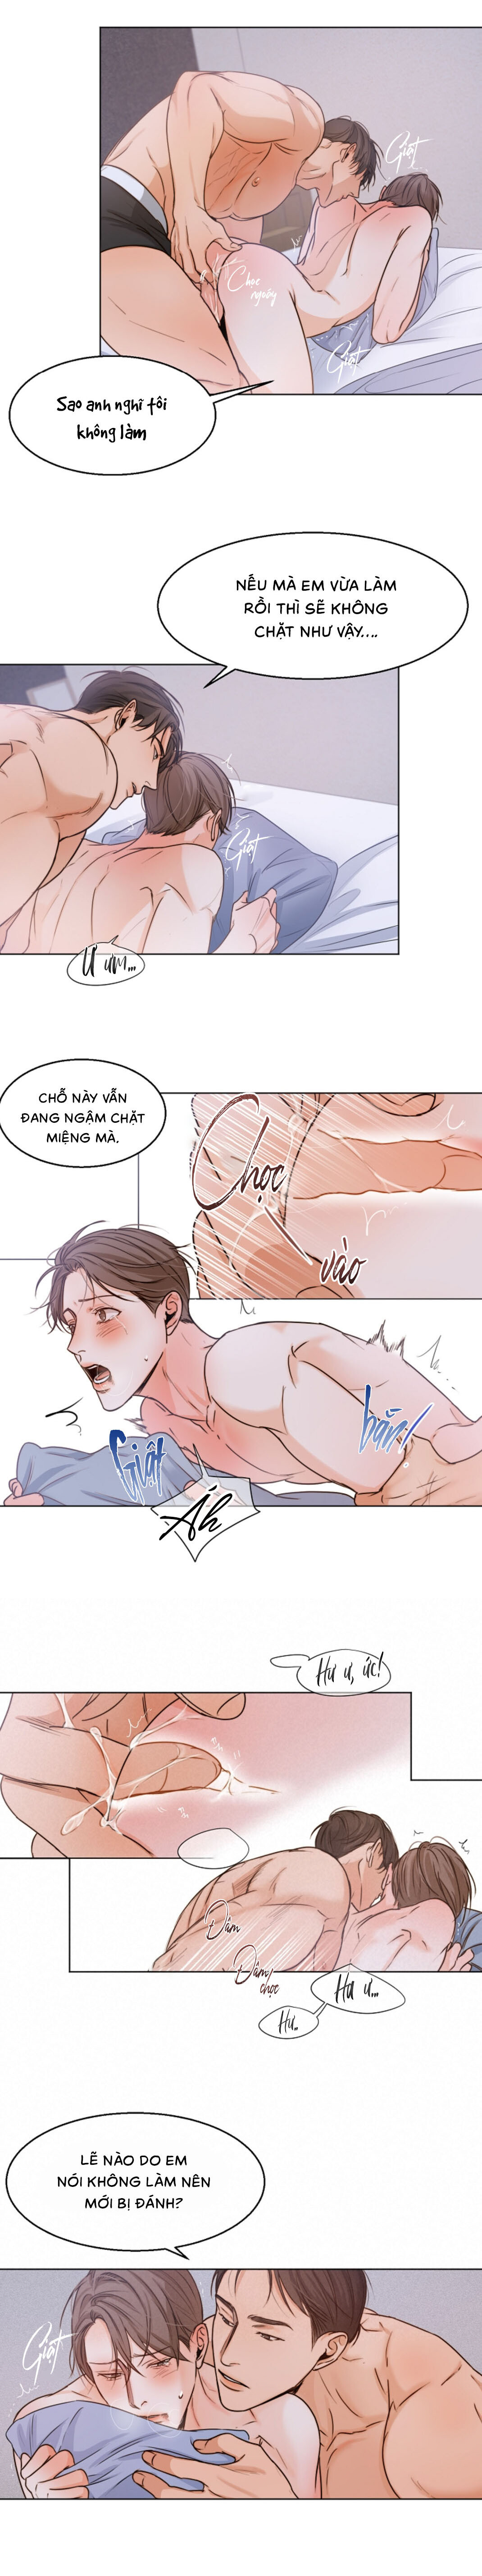 Giật
Chọc
ngoáy
Giật
Sao anh nghĩ tôi
không làm
NẾU MÀ EM VỪA LÀM
RỒI THÌ SẼ KHÔNG
CHẶT NHƯ VẬY....
Giật
Ư ưm...
CHỖ NÀY VẪN
ĐANG NGẬM CHẶT
MIỆNG MÀ.
Chọc
vào
bắn!
Giật
Áh
Hư ư, ức!
Đâm
Đâm
chọc
Ha ư...
Hư..
LẼ NÀO DO EM
NÓI KHÔNG LÀM NÊN
MỚI BỊ ĐÁNH?
Giật